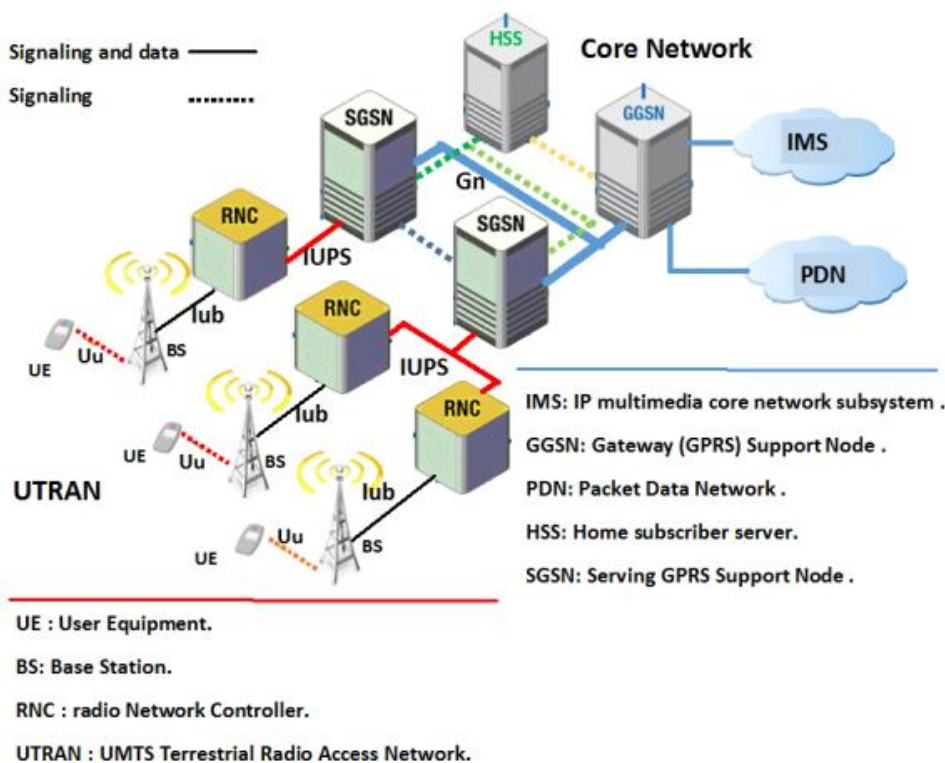 HSS
Core Network
Signaling and data
Signaling
SGSN
GGSN
IMS
Gn
RNC
SGSN
IUPS
PDN
RNC
Iub
BS
Uu
UE
IUPS
RNC
Iub
BS
Uu
UE
Iub
UTRAN
Uu
BS
UE
IMS: IP multimedia core network subsystem .
GGSN: Gateway (GPRS) Support Node .
PDN: Packet Data Network .
HSS: Home subscriber server.
SGSN: Serving GPRS Support Node .
UE : User Equipment.
BS: Base Station.
RNC : radio Network Controller.
UTRAN : UMTS Terrestrial Radio Access Network.